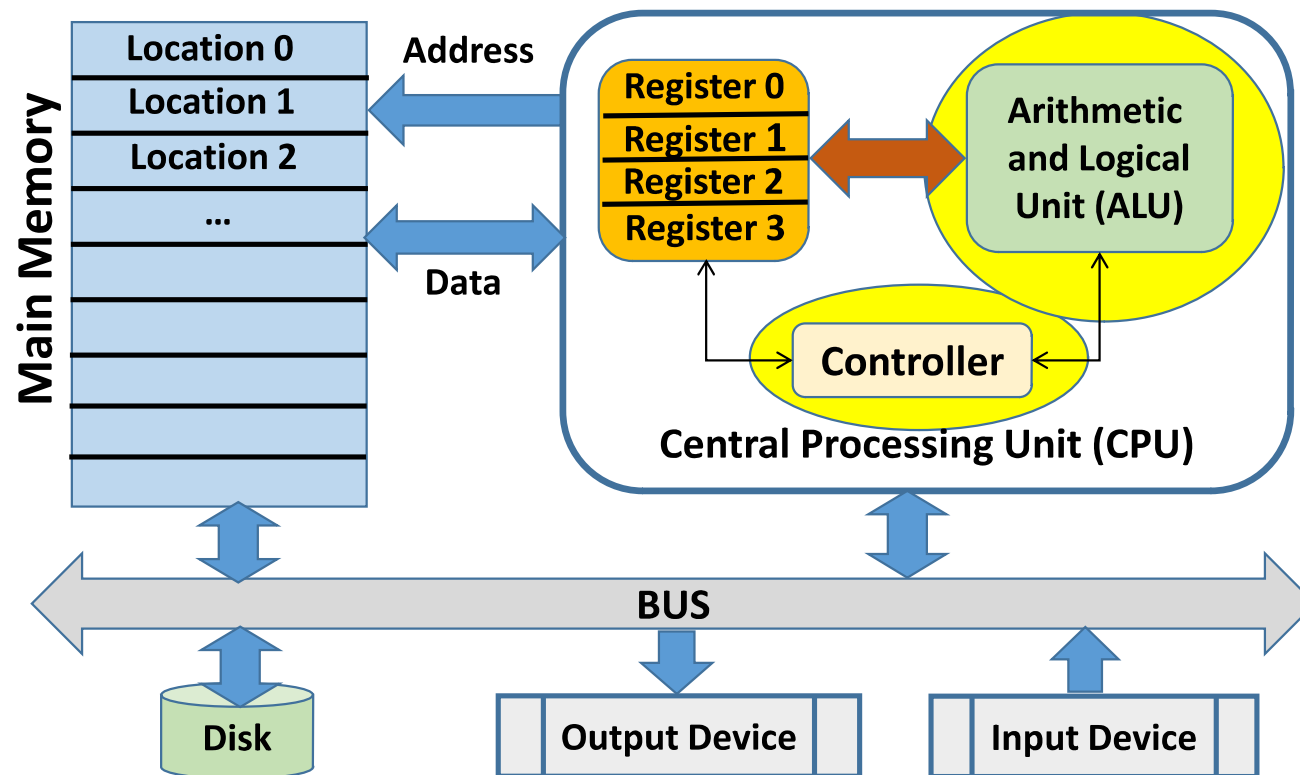 Main Memory
Location 0
Location 1
Location 2
...
Address
Data
Register 0
Register 1
Register 2
Register 3
Arithmetic
and Logical
Unit (ALU)
Controller
Central Processing Unit (CPU)
BUS
Disk
Output Device
Input Device